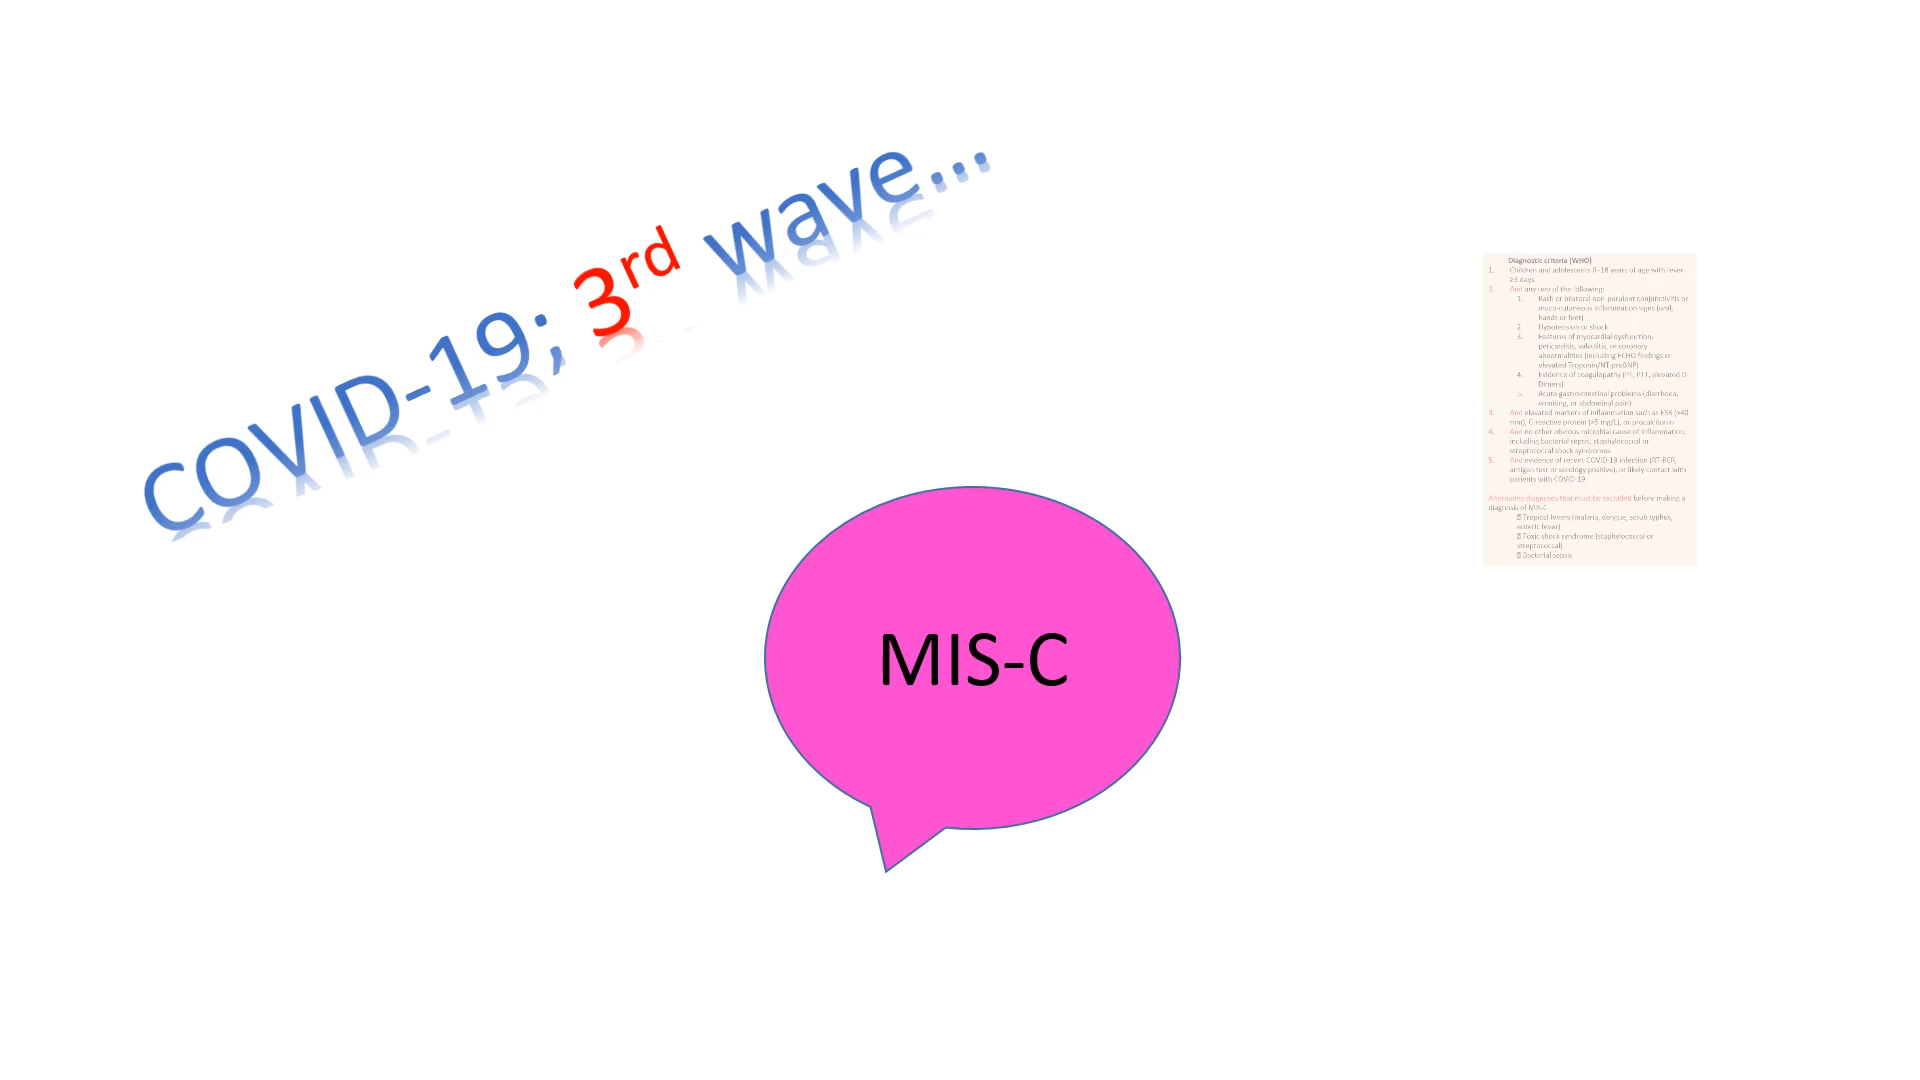 COVID-19; 3rd wave...
MIS-C
Diagnostic criteria (WHO)
1. Children and adolescents 0–18 years of age with fever
≥3 days
2. And any two of the following:
1. Rash or bilateral non-purulent conjunctivitis or
muco-cutaneous inflammation signs (oral,
hands or feet)
2. Hypotension or shock
3. Features of myocardial dysfunction,
pericarditis, valvulitis, or coronary
abnormalities (including ECHO findings or
elevated Troponin/NT-proBNP)
4. Evidence of coagulopathy (PT, PTT, elevated D-
Dimers)
5. Acute gastrointestinal problems (diarrhoea,
vomiting, or abdominal pain)
3. And elevated markers of inflammation such as ESR (>40
mm), C-reactive protein (>5 mg/L), or procalcitonin
4. And no other obvious microbial cause of inflammation,
including bacterial sepsis, staphylococcal or
streptococcal shock syndromes
5. And evidence of recent COVID-19 infection (RT-PCR,
antigen test or serology positive), or likely contact with
patients with COVID-19
Alternative diagnoses that must be excluded before making a
diagnosis of MIS-C
Tropical fevers (malaria, dengue, scrub typhus,
enteric fever)
Toxic shock syndrome (staphylococcal or
streptococcal)
Bacterial sepsis